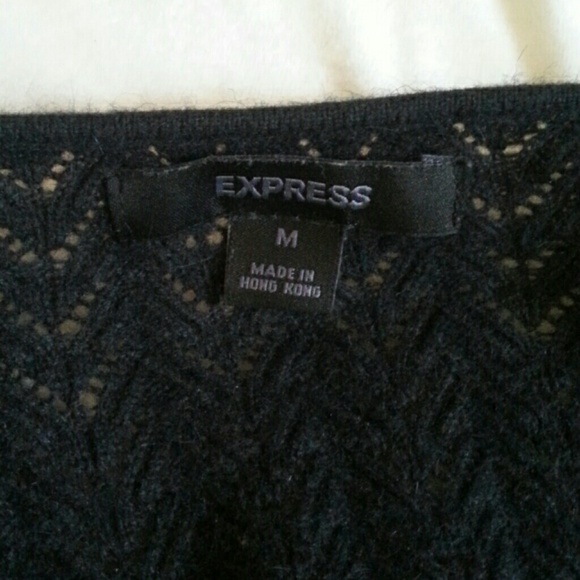 EXPRESS
M
MADE IN
HONG KONG